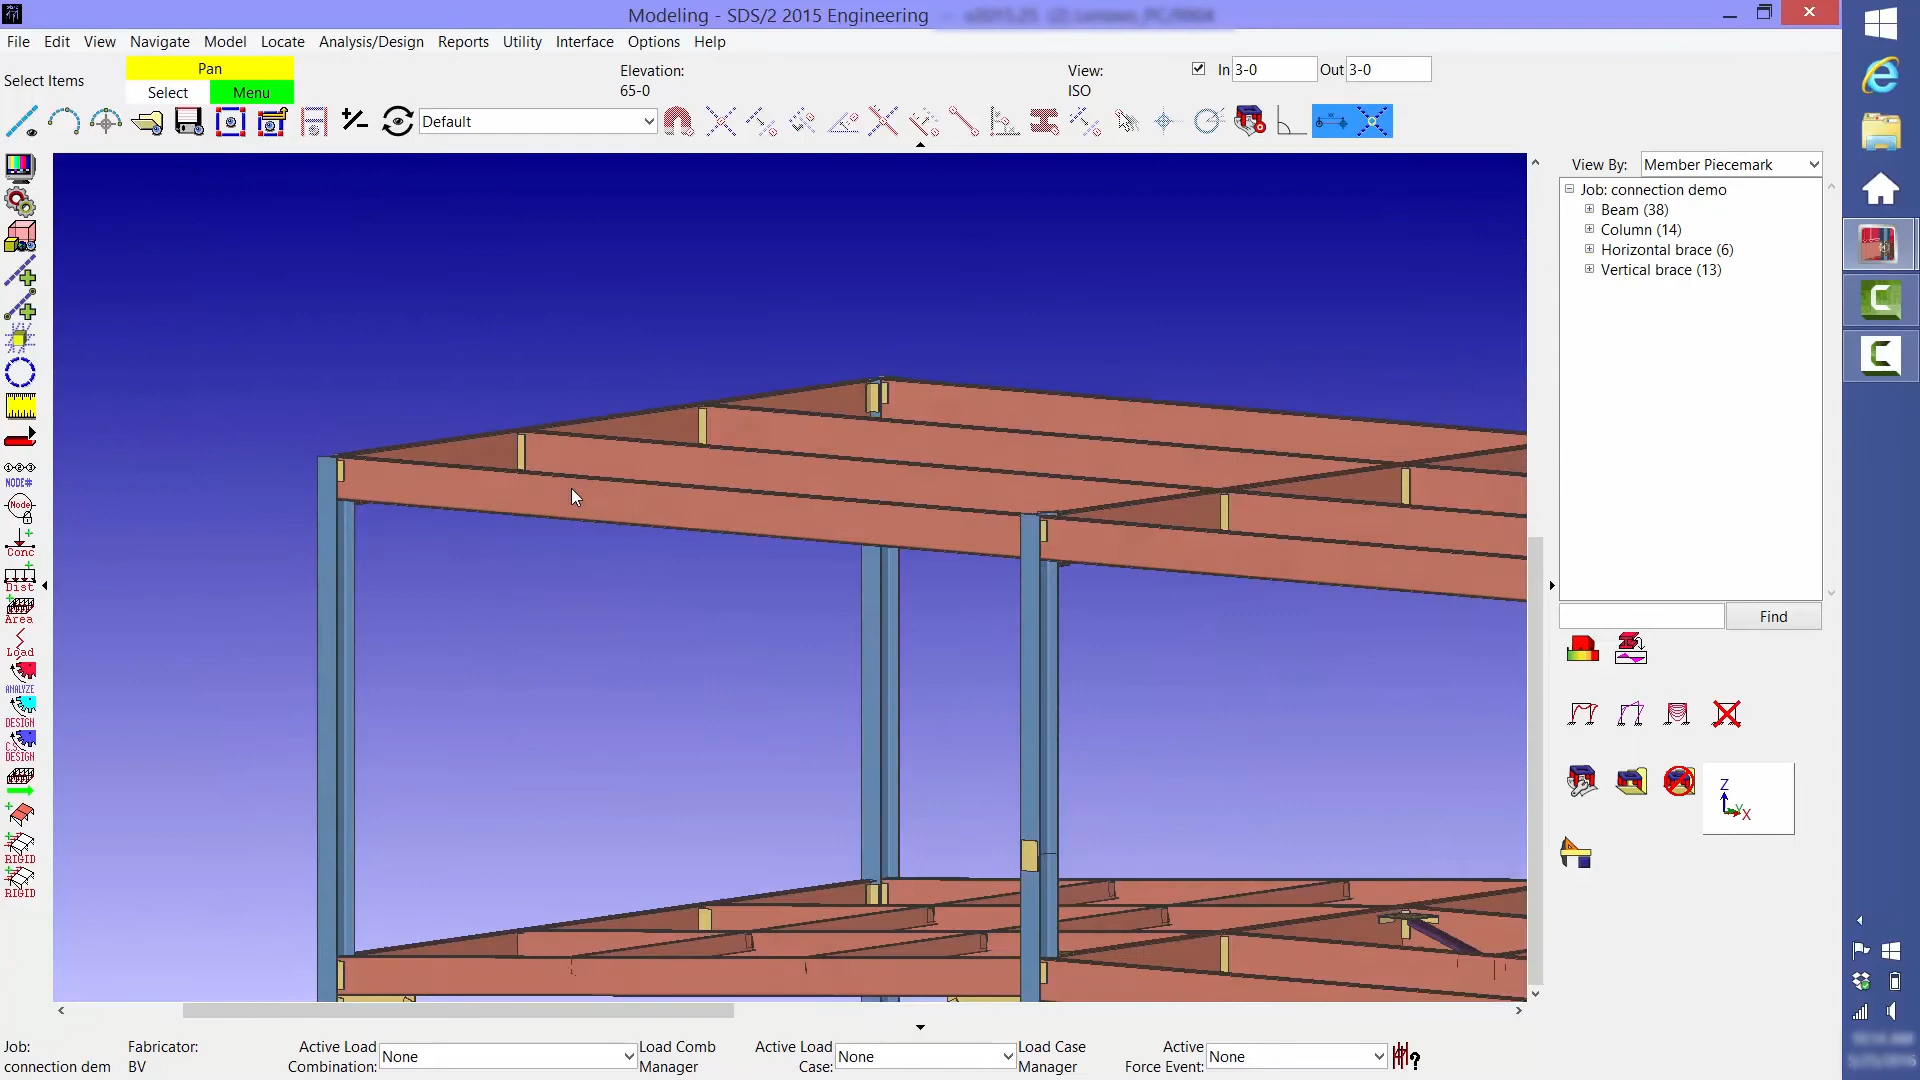 Modeling - SDS/2 2015 Engineering
File Edit View Navigate Model Locate Analysis/Design Reports Utility Interface Options Help
Select Items
Pan
Select Menu
Elevation:
65-0
View:
ISO
In 3-0 Out 3-0
Default
View By: Member Piecemark
Job: connection demo
Beam (38)
Column (14)
Horizontal brace (6)
Vertical brace (13)
Find
NODE#
Node
Conc
Dist
Area
Load
ANALYZE
DESIGN
C.S.
DESIGN
RIGID
RIGID
Z
Y
X
Job:
connection dem
Fabricator:
BV
Active Load
Combination:
None
Load Comb
Manager
Active Load
Case:
None
Load Case
Manager
Active
Force Event:
None